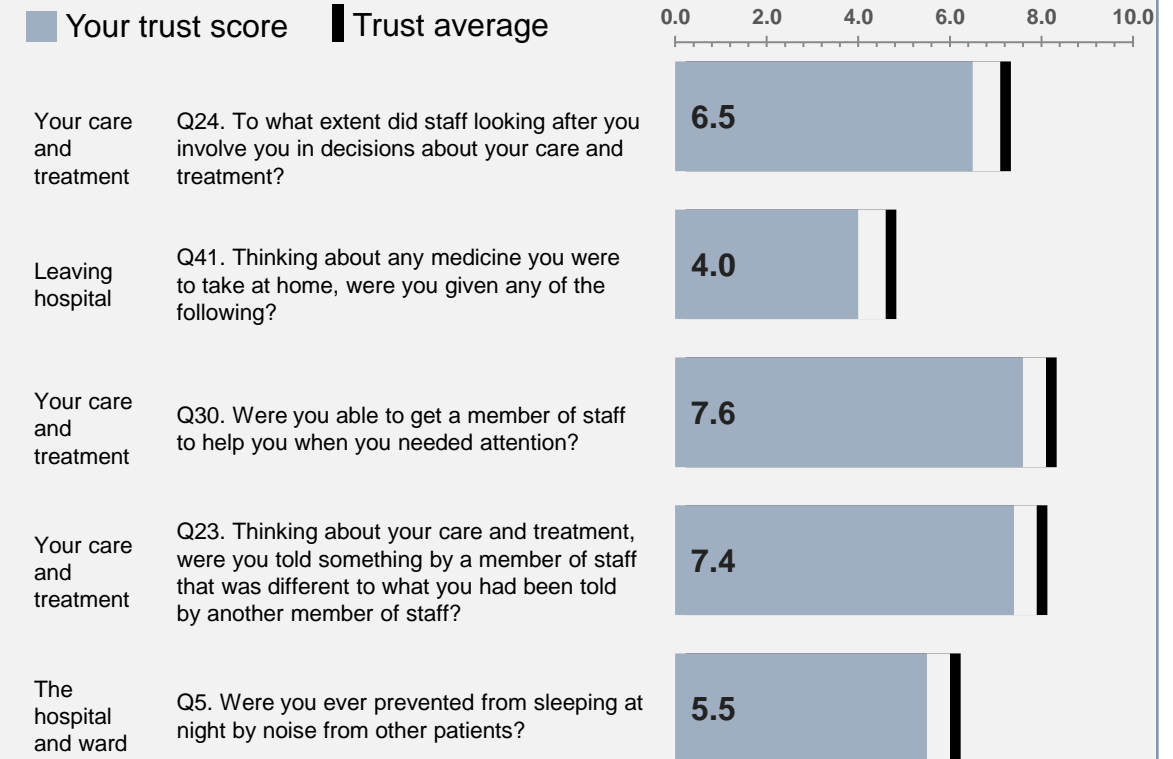 Your trust score Trust average
0.0 2.0 4.0 6.0 8.0 10.0
Your care
and
treatment
Q24. To what extent did staff looking after you
involve you in decisions about your care and
treatment?
6.5
Leaving
hospital
Q41. Thinking about any medicine you were
to take at home, were you given any of the
following?
4.0
Your care
and
treatment
Q30. Were you able to get a member of staff
to help you when you needed attention?
7.6
Your care
and
treatment
Q23. Thinking about your care and treatment,
were you told something by a member of staff
that was different to what you had been told
by another member of staff?
7.4
The
hospital
and ward
Q5. Were you ever prevented from sleeping at
night by noise from other patients?
5.5